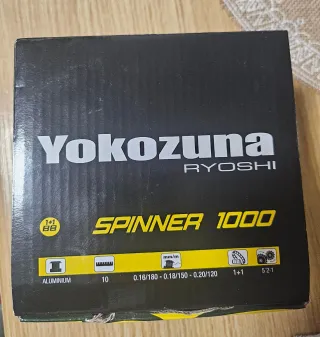 Yokozuna
RYOSHI
1+1
BB
SPINNER 1000
ALUMINIUM 10 0.16/180 - 0.18/150 - 0.20/120 1+1 5.2:1